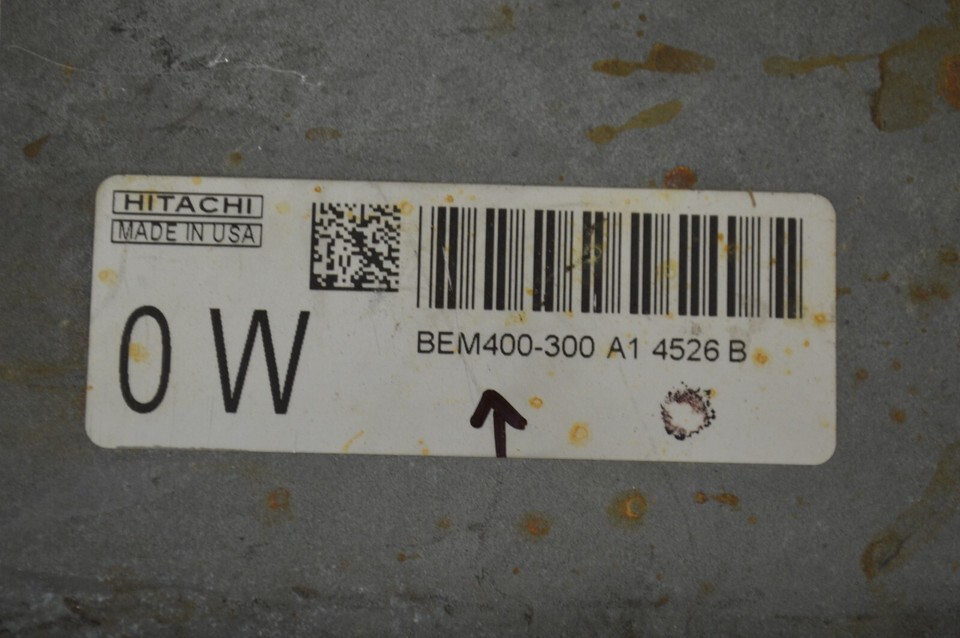 HITACHI
MADE IN USA
0 W
BEM400-300 A1 4526 B